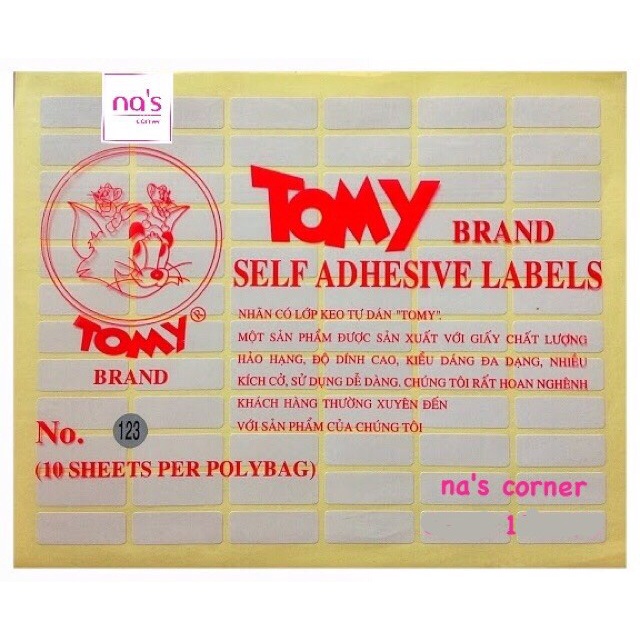 na's
corner
TOMY BRAND
SELF ADHESIVE LABELS
NHÃN CÓ LỚP KEO TỰ DÁN "TOMY".
MỘT SẢN PHẨM ĐƯỢC SẢN XUẤT VỚI GIẤY CHẤT LƯỢNG
HẢO HẠNG, ĐỘ DÍNH CAO, KIỂU DÁNG ĐA DẠNG, NHIỀU
KÍCH CỞ, SỬ DỤNG DỄ DÀNG. CHÚNG TÔI RẤT HOAN NGHÊNH
KHÁCH HÀNG THƯỜNG XUYÊN ĐẾN
VỚI SẢN PHẨM CỦA CHÚNG TÔI
TOMY®
BRAND
No. 123
(10 SHEETS PER POLYBAG)
na's corner
1